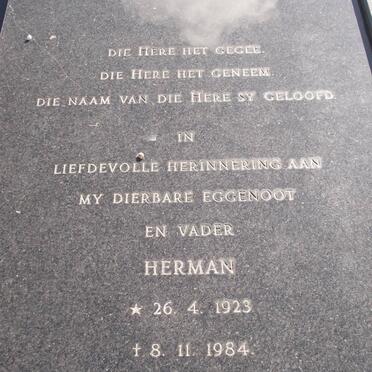 DIE HERE HET GEGEE.
DIE HERE HET GENEEM.
DIE NAAM VAN DIE HERE SY GELOOFD.
IN
LIEFDEVOLLE HERINNERING AAN
MY DIERBARE EGGENOOT
EN VADER
HERMAN
★ 26. 4. 1923
† 8. 11. 1984.